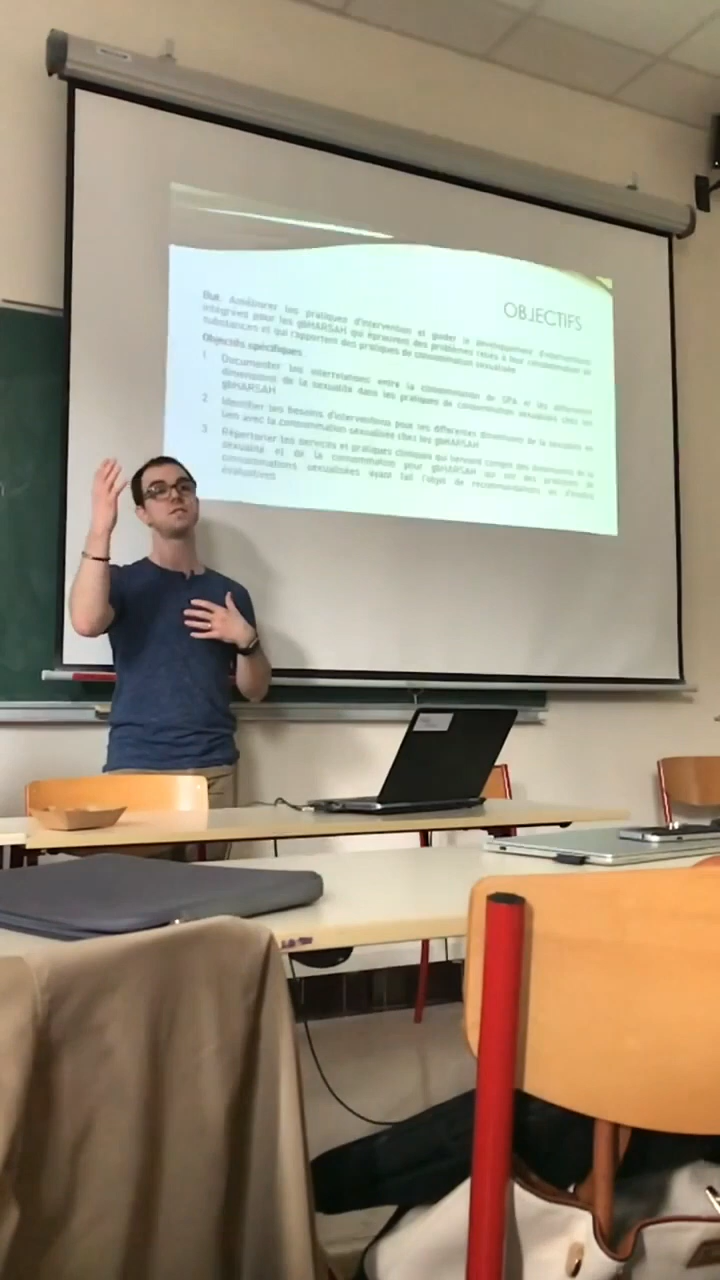 OBJECTIFS
But. Améliorer les pratiques d'intervention et guider le développement d'interventions
intégrées pour les gbHARSAH qui éprouvent des problèmes reliés à leur consommation de
substances et qui rapportent des pratiques de consommation sexualisée
Objectifs spécifiques
1. Documenter les interrelations entre la consommation de SPA et les différentes
dimensions de la sexualité dans les pratiques de consommation sexualisée chez les
gbHARSAH
2. Identifier les besoins d'interventions pour les différentes dimensions de la sexualité en
lien avec la consommation sexualisée chez les gbHARSAH
3. Répertorier les services et pratiques cliniques qui tiennent compte des dimensions de la
sexualité et de la consommation pour gbHARSAH qui ont des pratiques de
consommations sexualisées ayant fait l'objet de recommandations et d'études
évaluatives